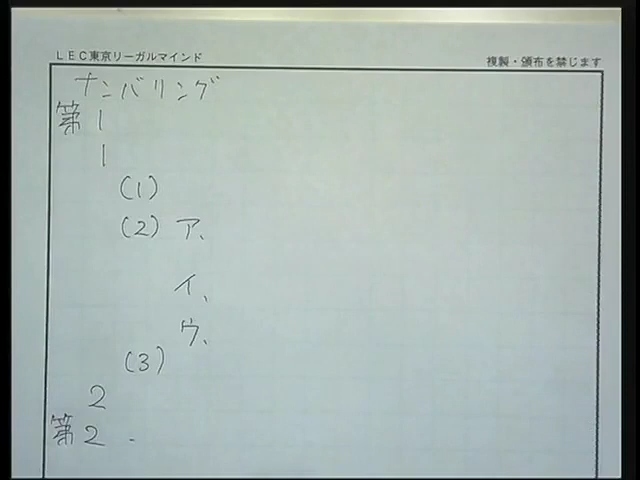 LEC東京リーガルマインド 複製・頒布を禁じます
ナンバリング
第1
1
(1)
(2) ア、
イ、
ウ、
(3)
2
第2.